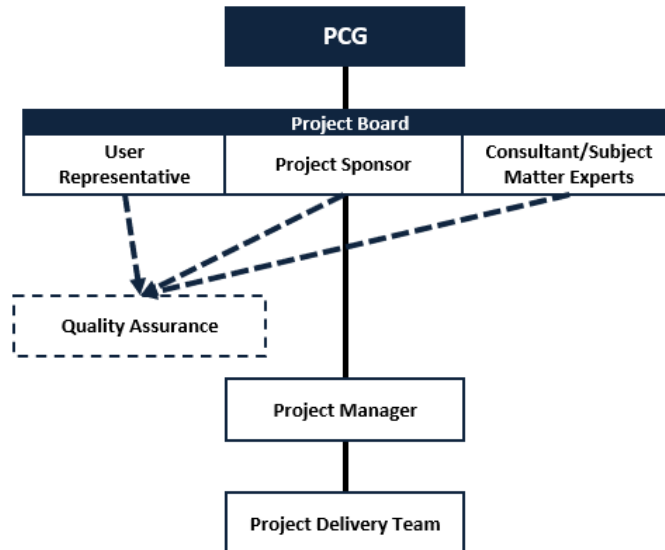 PCG
Project Board
User
Representative
Project Sponsor
Consultant/Subject
Matter Experts
Quality Assurance
Project Manager
Project Delivery Team